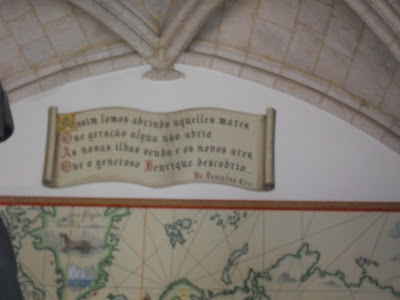 Assim fomos abrindo aquelles mares
Que geração algũa não abrio,
As novas ilhas vendo e os novos ares
Que o generoso Henrique descobrio...